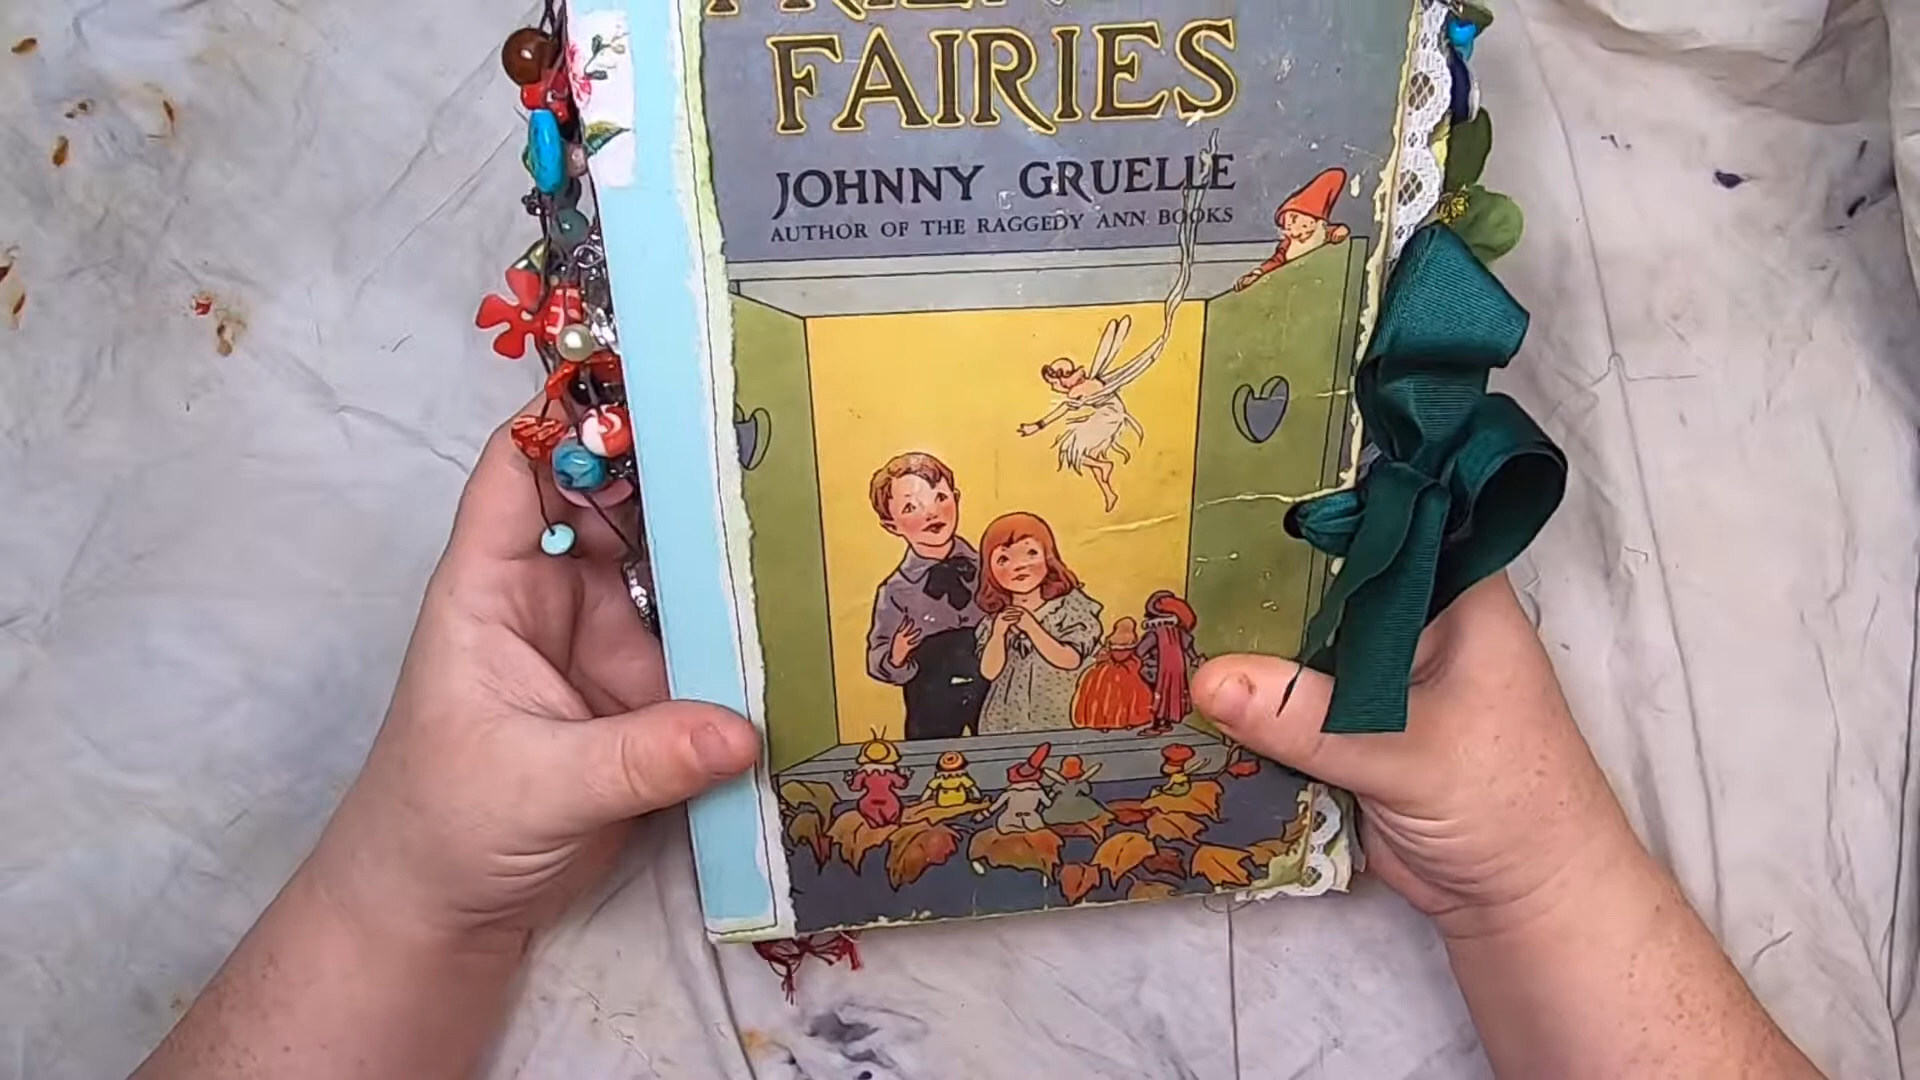 FAIRIES
JOHNNY GRUELLE
AUTHOR OF THE RAGGEDY ANN BOOKS